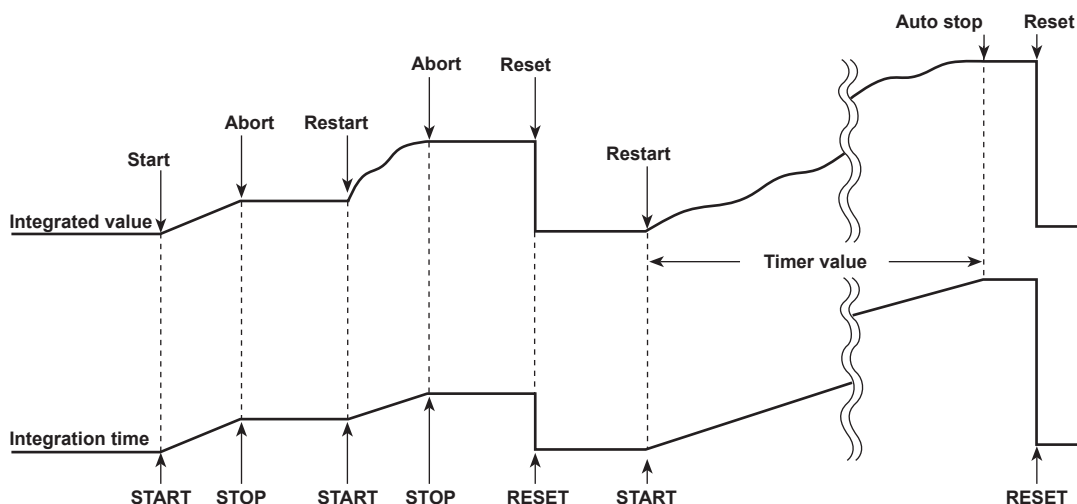 Auto stop Reset
Abort Reset
Abort Restart
Start Restart
Integrated value
Timer value
Integration time
START STOP START STOP RESET START RESET